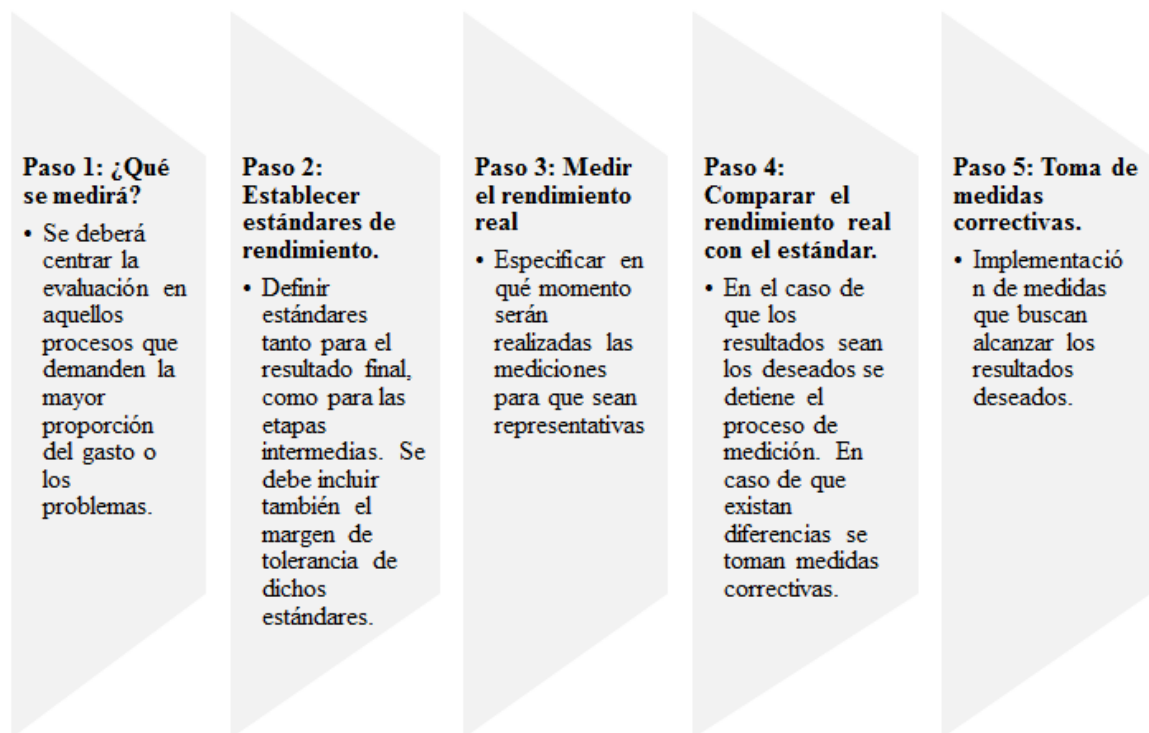 Paso 1: ¿Qué
se medirá?
• Se deberá
centrar la
evaluación en
aquellos
procesos que
demanden la
mayor
proporción
del gasto o
los
problemas.
Paso 2:
Establecer
estándares de
rendimiento.
• Definir
estándares
tanto para el
resultado final,
como para las
etapas
intermedias. Se
debe incluir
también el
margen de
tolerancia de
dichos
estándares.
Paso 3: Medir
el rendimiento
real
• Especificar en
qué momento
serán
realizadas las
mediciones
para que sean
representativas
Paso 4:
Comparar el
rendimiento real
con el estándar.
• En el caso de
que los
resultados sean
los deseados se
detiene el
proceso de
medición. En
caso de que
existan
diferencias se
toman medidas
correctivas.
Paso 5: Toma de
medidas
correctivas.
• Implementació
n de medidas
que buscan
alcanzar los
resultados
deseados.